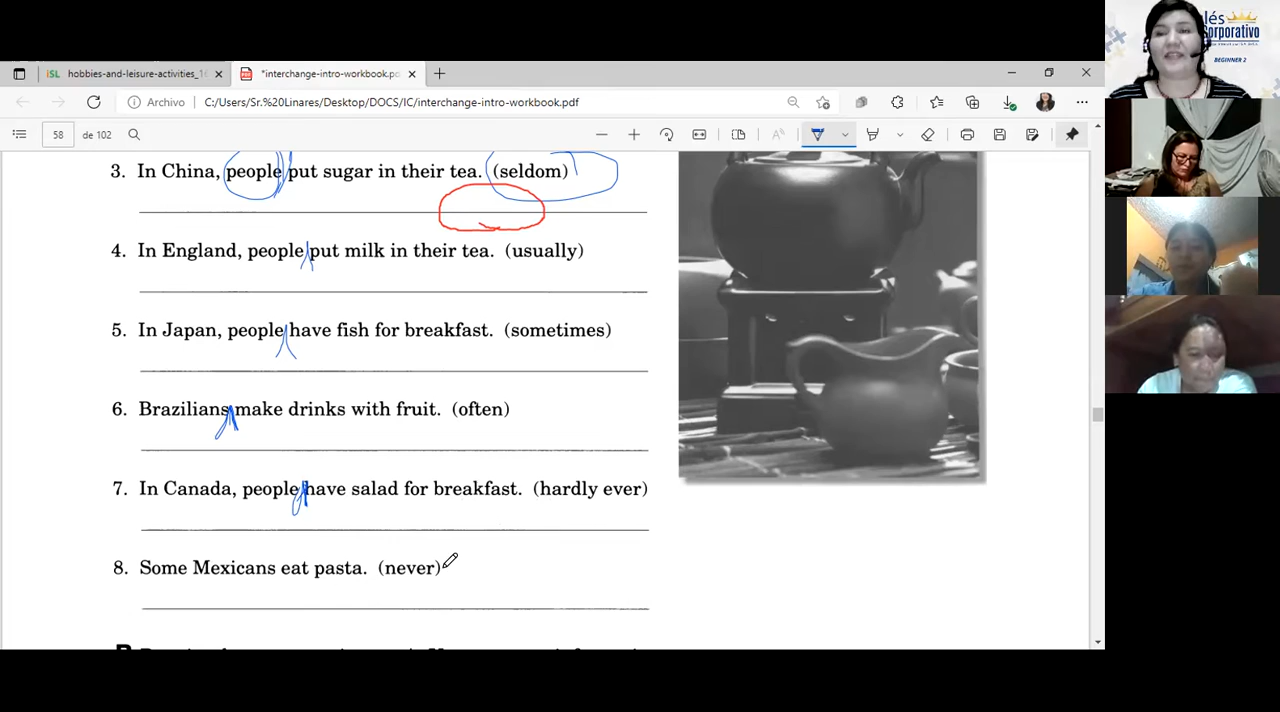 hobbies-and-leisure-activities_1
*interchange-intro-workbook.pd
Archivo
C:/Users/Sr.%20Linares/Desktop/DOCS/IC/interchange-intro-workbook.pdf
58
de 102
3. In China, people put sugar in their tea. (seldom)
4. In England, people put milk in their tea. (usually)
5. In Japan, people have fish for breakfast. (sometimes)
6. Brazilians make drinks with fruit. (often)
7. In Canada, people have salad for breakfast. (hardly ever)
8. Some Mexicans eat pasta. (never)
lés
Corporativo
BEGINNER 2